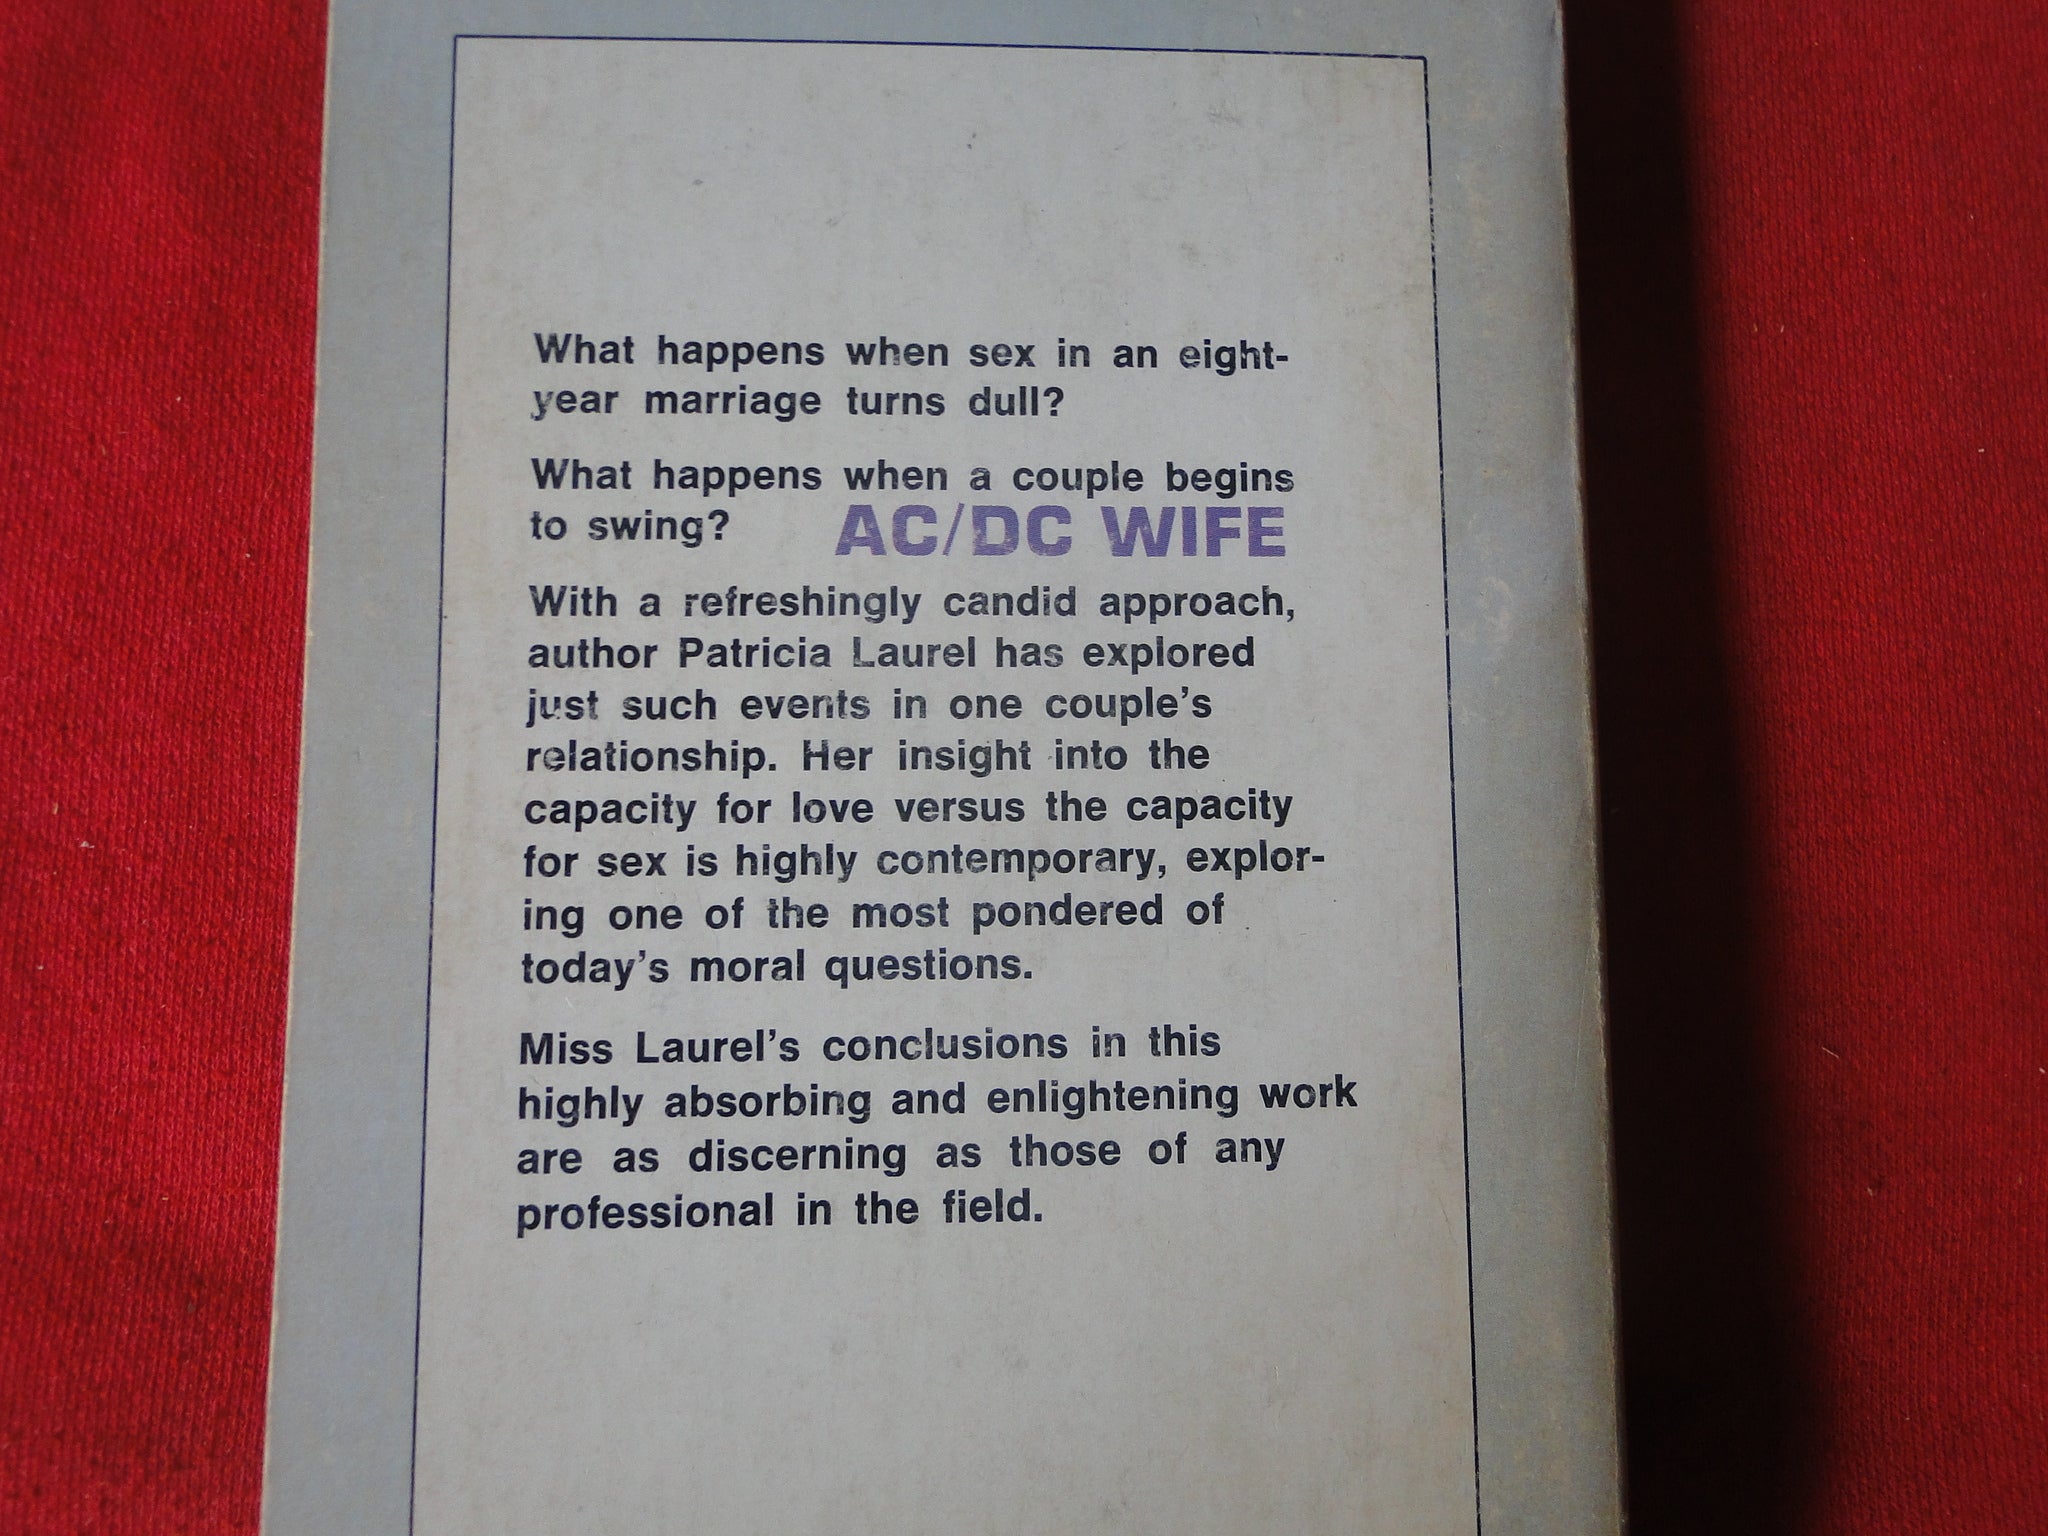 What happens when sex in an eight-
year marriage turns dull?
What happens when a couple begins
to swing? AC/DC WIFE
With a refreshingly candid approach,
author Patricia Laurel has explored
just such events in one couple's
relationship. Her insight into the
capacity for love versus the capacity
for sex is highly contemporary, explor-
ing one of the most pondered of
today's moral questions.
Miss Laurel's conclusions in this
highly absorbing and enlightening work
are as discerning as those of any
professional in the field.